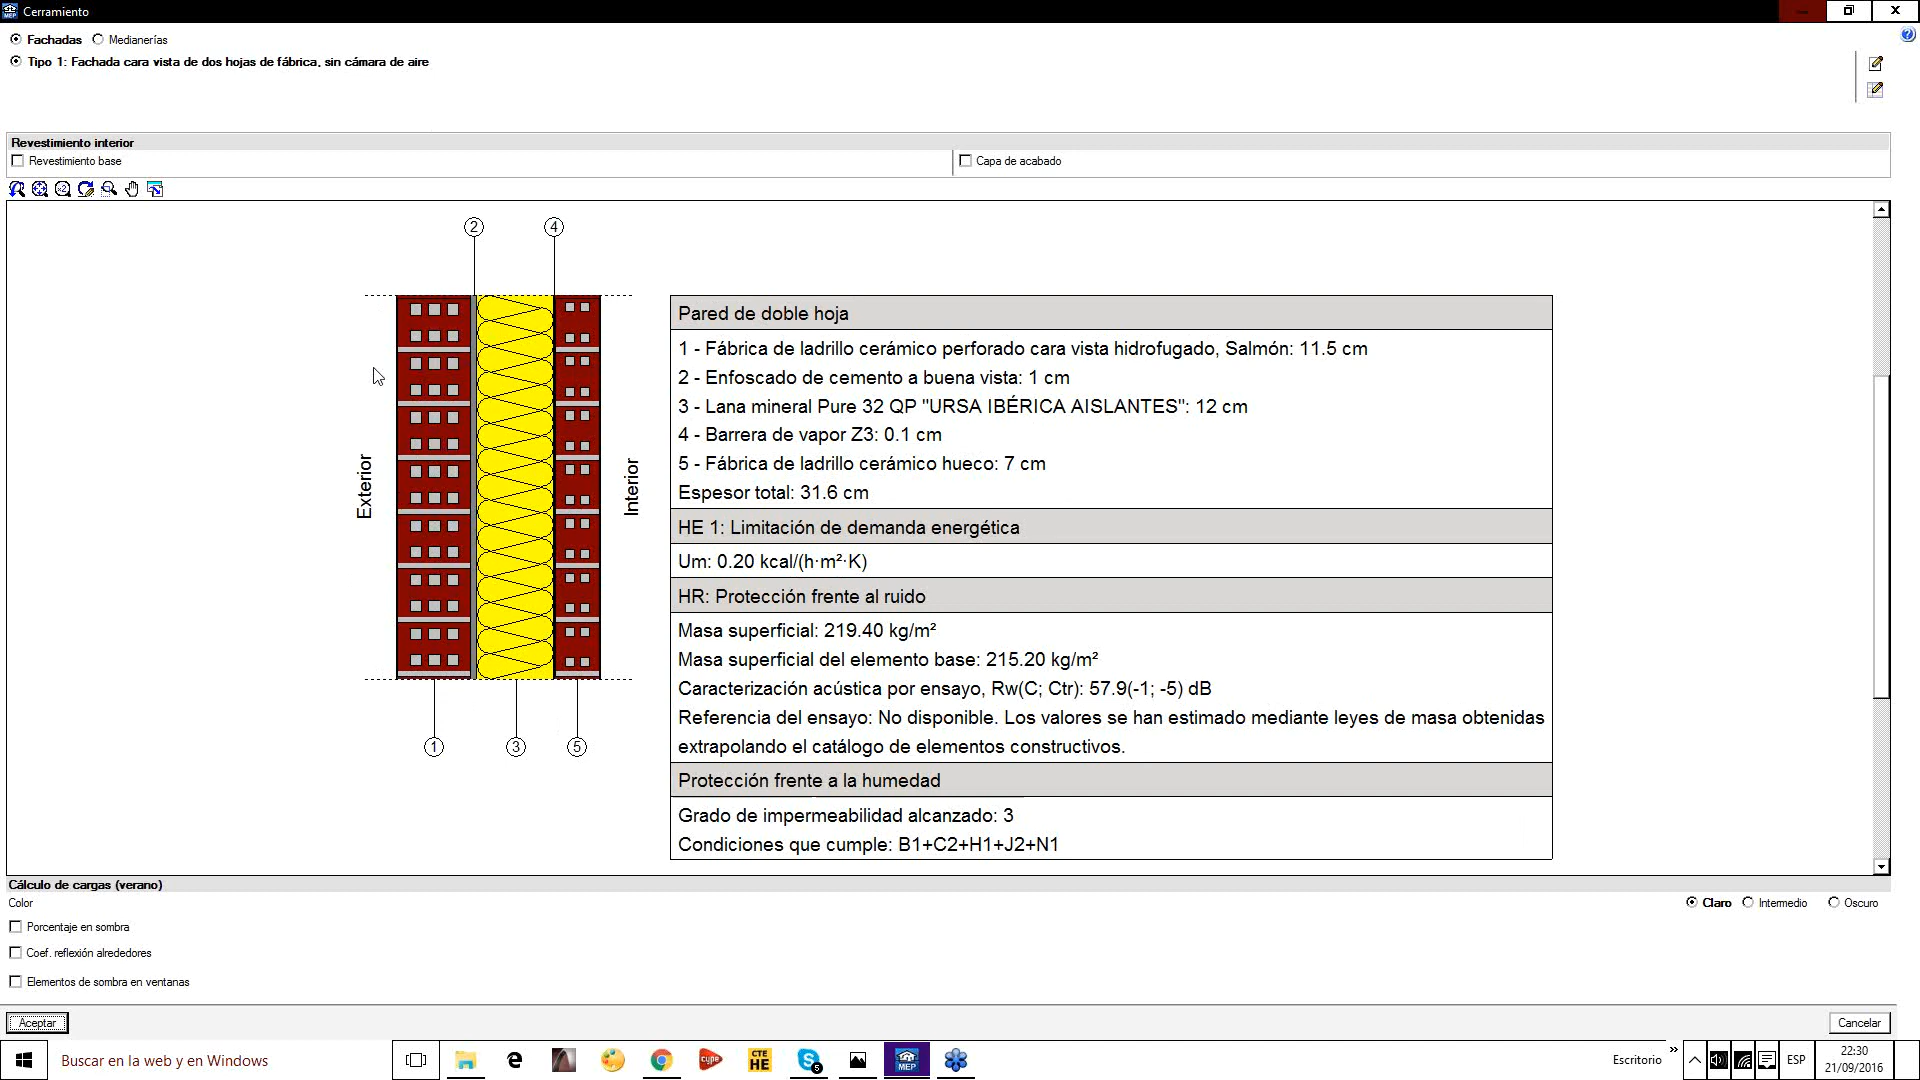 Cerramiento
Fachadas Medianerías
Tipo 1: Fachada cara vista de dos hojas de fábrica, sin cámara de aire
Revestimiento interior
Revestimiento base Capa de acabado
2 4
Exterior
Interior
1 3 5
Pared de doble hoja
1 - Fábrica de ladrillo cerámico perforado cara vista hidrofugado, Salmón: 11.5 cm
2 - Enfoscado de cemento a buena vista: 1 cm
3 - Lana mineral Pure 32 QP "URSA IBÉRICA AISLANTES": 12 cm
4 - Barrera de vapor Z3: 0.1 cm
5 - Fábrica de ladrillo cerámico hueco: 7 cm
Espesor total: 31.6 cm
HE 1: Limitación de demanda energética
Um: 0.20 kcal/(h·m²·K)
HR: Protección frente al ruido
Masa superficial: 219.40 kg/m²
Masa superficial del elemento base: 215.20 kg/m²
Caracterización acústica por ensayo, Rw(C; Ctr): 57.9(-1; -5) dB
Referencia del ensayo: No disponible. Los valores se han estimado mediante leyes de masa obtenidas
extrapolando el catálogo de elementos constructivos.
Protección frente a la humedad
Grado de impermeabilidad alcanzado: 3
Condiciones que cumple: B1+C2+H1+J2+N1
Cálculo de cargas (verano)
Color Claro Intermedio Oscuro
Porcentaje en sombra
Coef. reflexión alrededores
Elementos de sombra en ventanas
Aceptar Cancelar
Buscar en la web y en Windows
cype
CTE
HE
5
MEP
Escritorio
ESP
22:30
21/09/2016